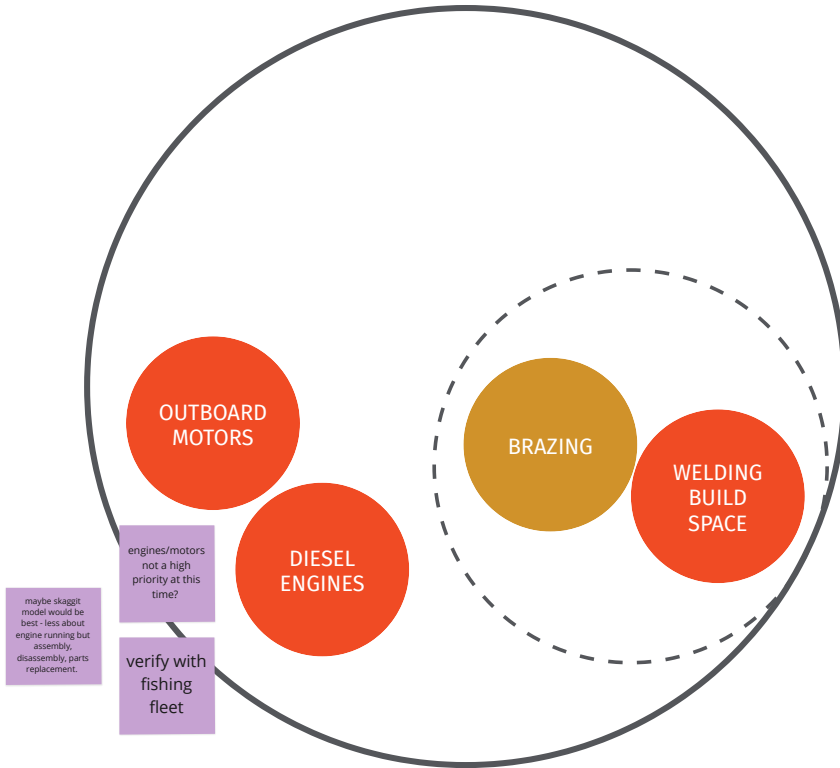 OUTBOARD
MOTORS
BRAZING
WELDING
BUILD
SPACE
DIESEL
ENGINES
engines/motors
not a high
priority at this
time?
maybe skaggit
model would be
best - less about
engine running but
assembly,
disassembly, parts
replacement.
verify with
fishing
fleet